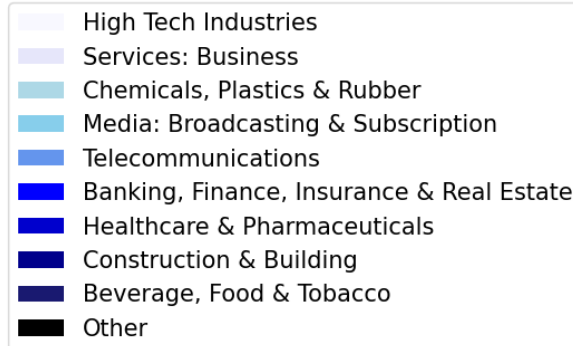 High Tech Industries
Services: Business
Chemicals, Plastics & Rubber
Media: Broadcasting & Subscription
Telecommunications
Banking, Finance, Insurance & Real Estate
Healthcare & Pharmaceuticals
Construction & Building
Beverage, Food & Tobacco
Other